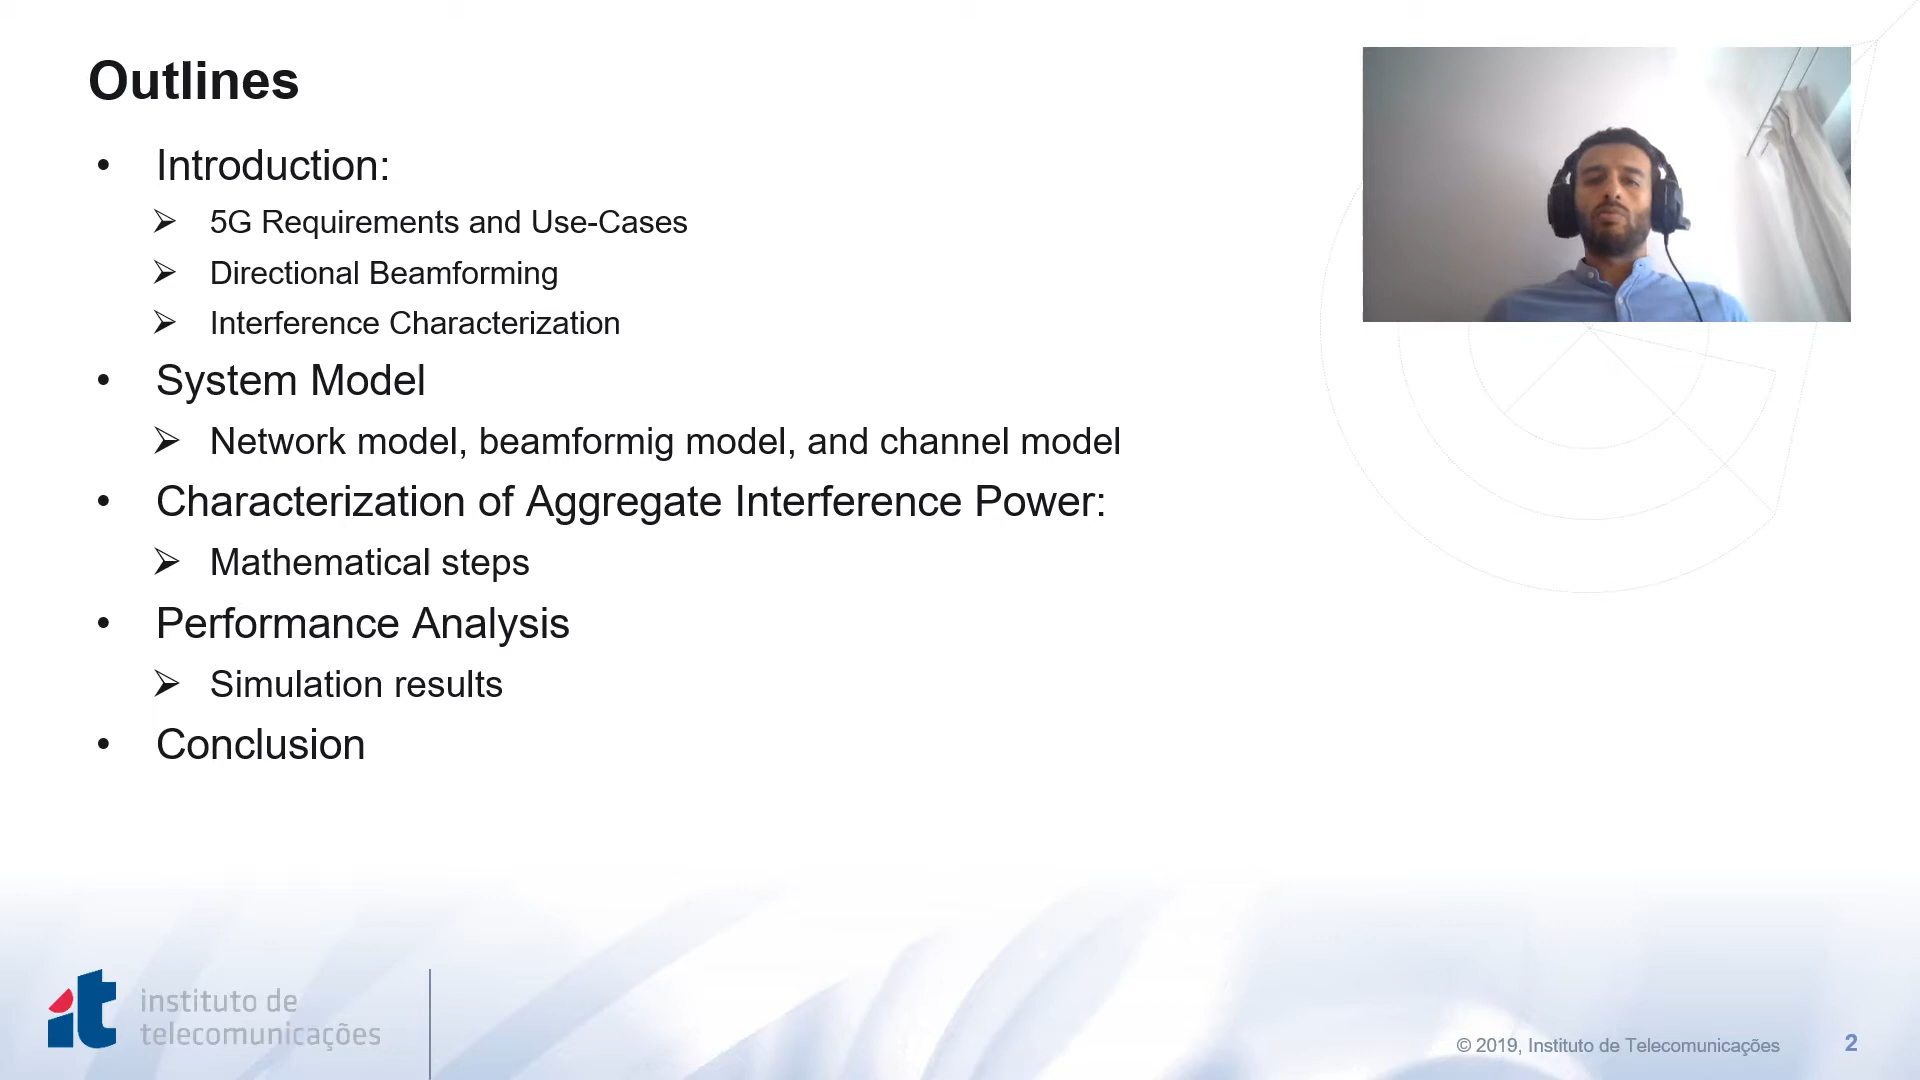 Outlines
• Introduction:
➢ 5G Requirements and Use-Cases
➢ Directional Beamforming
➢ Interference Characterization
• System Model
➢ Network model, beamformig model, and channel model
• Characterization of Aggregate Interference Power:
➢ Mathematical steps
• Performance Analysis
➢ Simulation results
• Conclusion
it
instituto de
telecomunicações
© 2019, Instituto de Telecomunicações
2